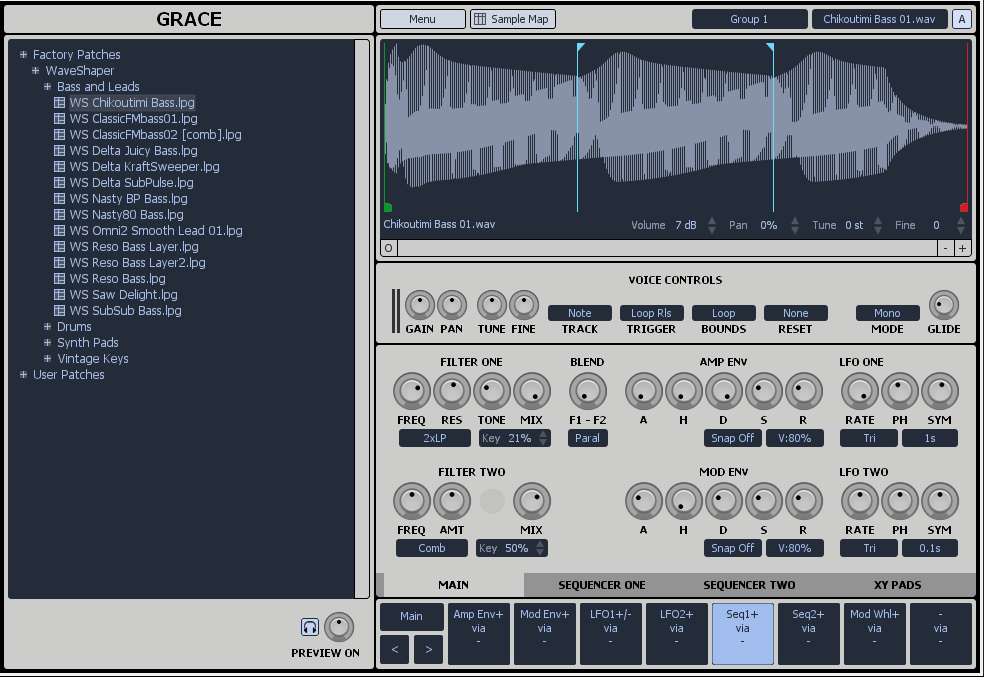 GRACE
Menu Sample Map Group 1 Chikoutimi Bass 01.wav A
Factory Patches
WaveShaper
Bass and Leads
WS Chikoutimi Bass.lpg
WS ClassicFMbass01.lpg
WS ClassicFMbass02 [comb].lpg
WS Delta Juicy Bass.lpg
WS Delta KraftSweeper.lpg
WS Delta SubPulse.lpg
WS Nasty BP Bass.lpg
WS Nasty80 Bass.lpg
WS Omni2 Smooth Lead 01.lpg
WS Reso Bass Layer.lpg
WS Reso Bass Layer2.lpg
WS Reso Bass.lpg
WS Saw Delight.lpg
WS SubSub Bass.lpg
Drums
Synth Pads
Vintage Keys
User Patches
PREVIEW ON
Chikoutimi Bass 01.wav Volume 7 dB Pan 0% Tune 0 st Fine 0
O - +
VOICE CONTROLS
Note Loop Rls Loop None Mono
GAIN PAN TUNE FINE TRACK TRIGGER BOUNDS RESET MODE GLIDE
FILTER ONE BLEND AMP ENV LFO ONE
FREQ RES TONE MIX F1 - F2 A H D S R RATE PH SYM
2xLP Key 21% Paral Snap Off V:80% Tri 1s
FILTER TWO MOD ENV LFO TWO
FREQ AMT MIX A H D S R RATE PH SYM
Comb Key 50% Snap Off V:80% Tri 0.1s
MAIN SEQUENCER ONE SEQUENCER TWO XY PADS
Main Amp Env+ Mod Env+ LFO1+/- LFO2+ Seq1+ Seq2+ Mod Whl+ -
via via via via via via via via
< > - - - - - - - -